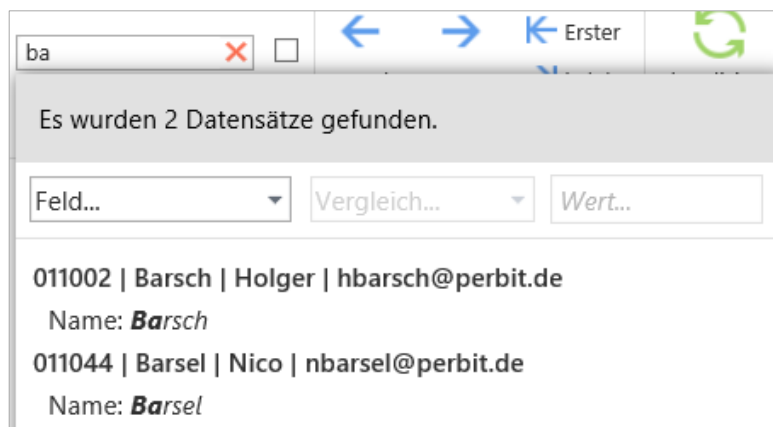 ba
Erster
Es wurden 2 Datensätze gefunden.
Feld... Vergleich... Wert...
011002 | Barsch | Holger | hbarsch@perbit.de
Name: Barsch
011044 | Barsel | Nico | nbarsel@perbit.de
Name: Barsel